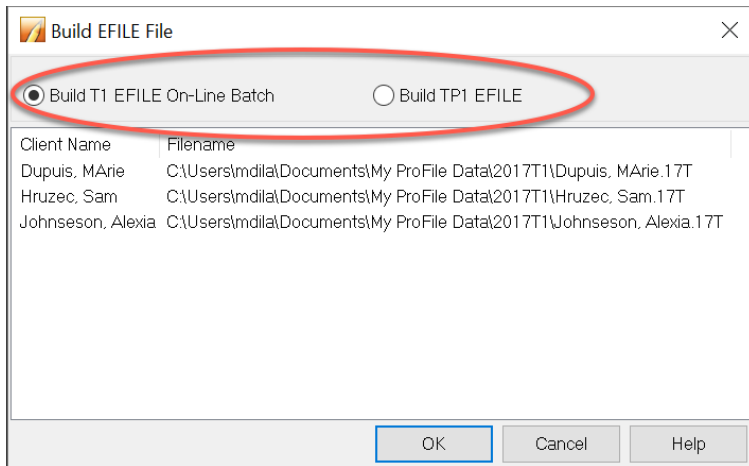 Build EFILE File
Build T1 EFILE On-Line Batch Build TP1 EFILE
Client Name Filename
Dupuis, MArie C:\Users\mdila\Documents\My ProFile Data\2017T1\Dupuis, MArie.17T
Hruzec, Sam C:\Users\mdila\Documents\My ProFile Data\2017T1\Hruzec, Sam.17T
Johnseson, Alexia C:\Users\mdila\Documents\My ProFile Data\2017T1\Johnseson, Alexia.17T
OK Cancel Help